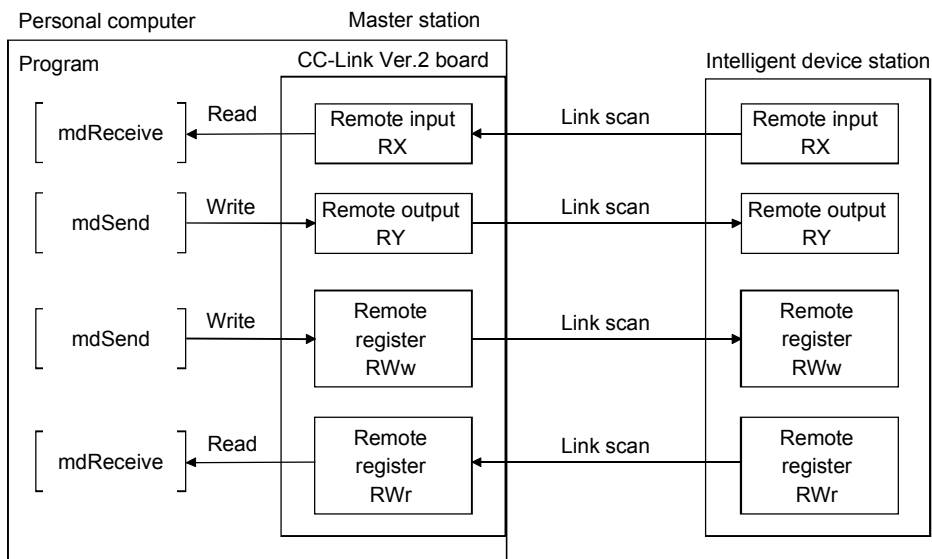 Personal computer
Master station
Program
CC-Link Ver.2 board
Intelligent device station
mdReceive
Read
Remote input
RX
Link scan
Remote input
RX
mdSend
Write
Remote output
RY
Link scan
Remote output
RY
mdSend
Write
Remote
register
RWw
Link scan
Remote
register
RWw
mdReceive
Read
Remote
register
RWr
Link scan
Remote
register
RWr